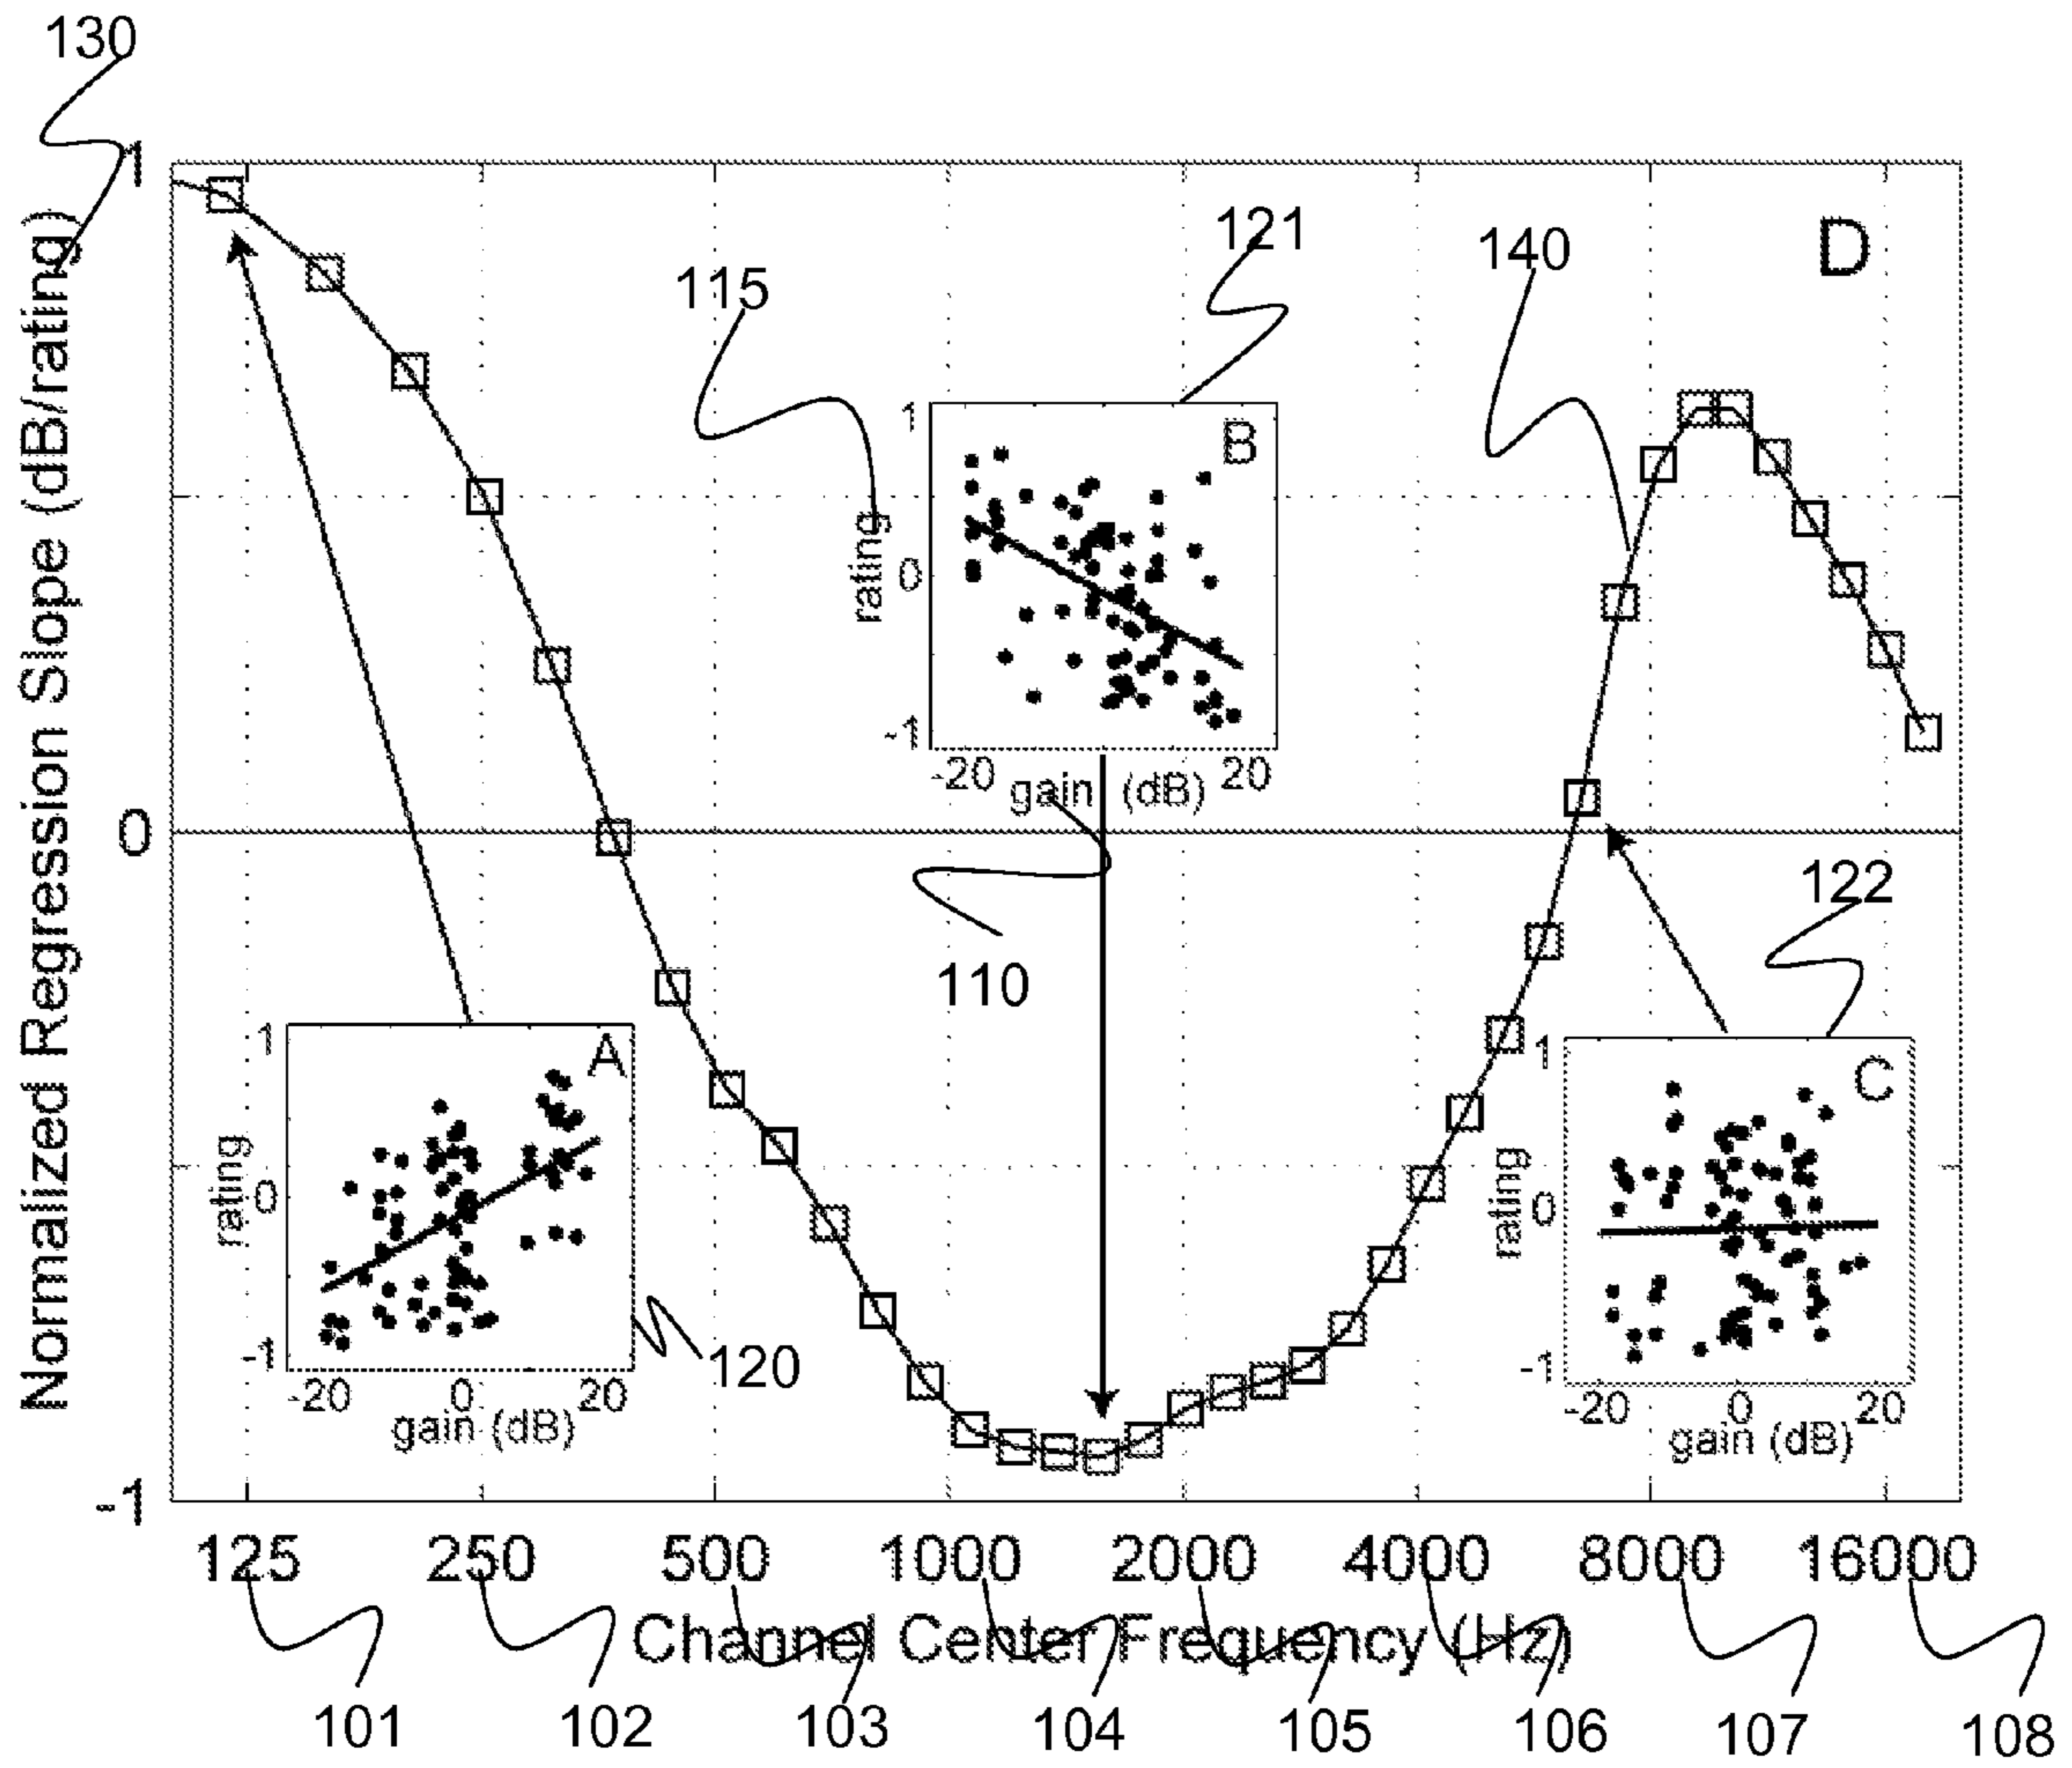 130
1
121
D
115
140
Normalized Regression Slope (dB/rating)
1
B
rating
0
-1
-20
20
gain (dB)
0
122
110
1
A
rating
0
-1
-20
0
20
gain (dB)
120
1
C
rating
0
-1
-20
0
20
gain (dB)
-1
125 250 500 1000 2000 4000 8000 16000
Channel Center Frequency (Hz)
101 102 103 104 105 106 107 108